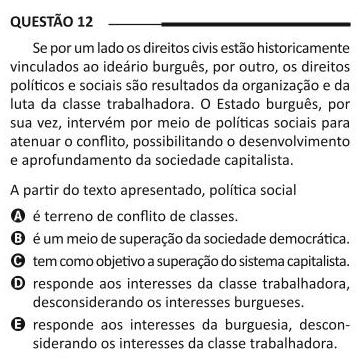 QUESTÃO 12
Se por um lado os direitos civis estão historicamente
vinculados ao ideário burguês, por outro, os direitos
políticos e sociais são resultados da organização e da
luta da classe trabalhadora. O Estado burguês, por
sua vez, intervém por meio de políticas sociais para
atenuar o conflito, possibilitando o desenvolvimento
e aprofundamento da sociedade capitalista.
A partir do texto apresentado, política social
A é terreno de conflito de classes.
B é um meio de superação da sociedade democrática.
C tem como objetivo a superação do sistema capitalista.
D responde aos interesses da classe trabalhadora,
desconsiderando os interesses burgueses.
E responde aos interesses da burguesia, descon-
siderando os interesses da classe trabalhadora.